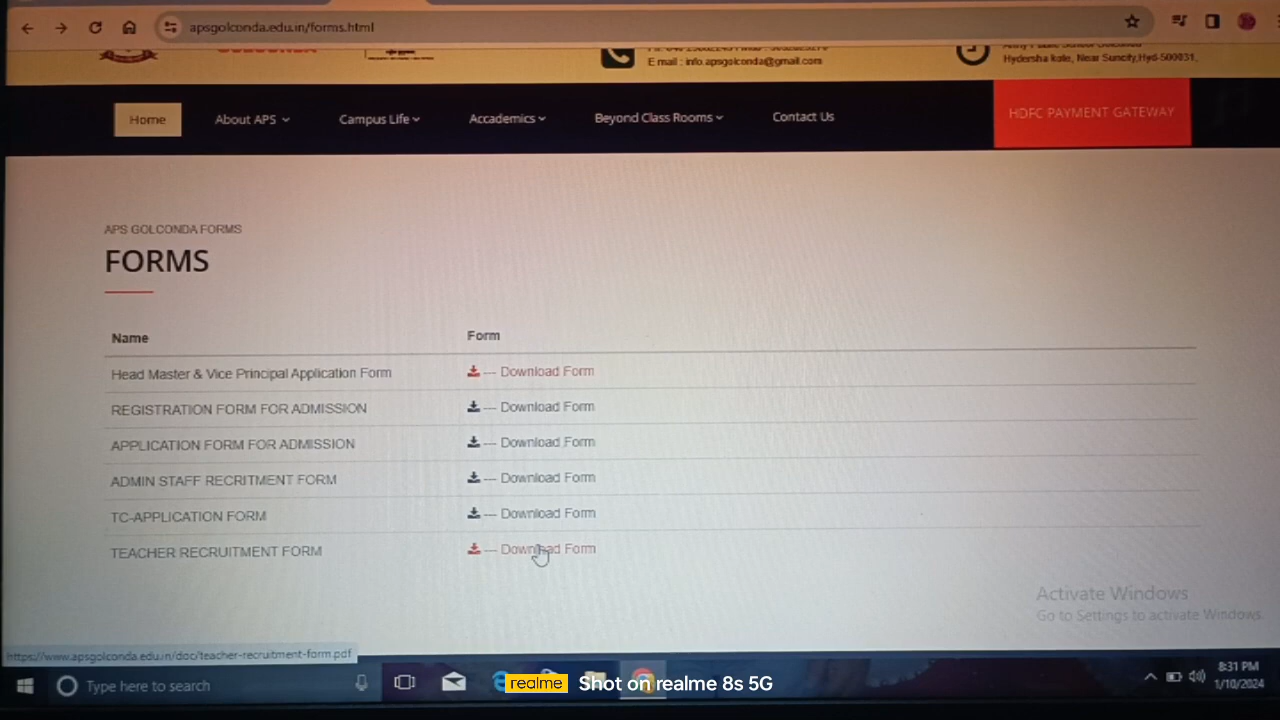 apsgolconda.edu.in/forms.html
E mail : info.apsgolconda@gmail.com
Hydersha kote, Near Suncity,Hyd-500031,
Home
About APS
Campus Life
Accademics
Beyond Class Rooms
Contact Us
HDFC PAYMENT GATEWAY
APS GOLCONDA FORMS
FORMS
Name Form
Head Master & Vice Principal Application Form --- Download Form
REGISTRATION FORM FOR ADMISSION --- Download Form
APPLICATION FORM FOR ADMISSION --- Download Form
ADMIN STAFF RECRITMENT FORM --- Download Form
TC-APPLICATION FORM --- Download Form
TEACHER RECRUITMENT FORM --- Download Form
Activate Windows
Go to Settings to activate Windows.
https://www.apsgolconda.edu.in/doc/teacher-recruitment-form.pdf
Type here to search
realme Shot on realme 8s 5G
8:31 PM
1/10/2024